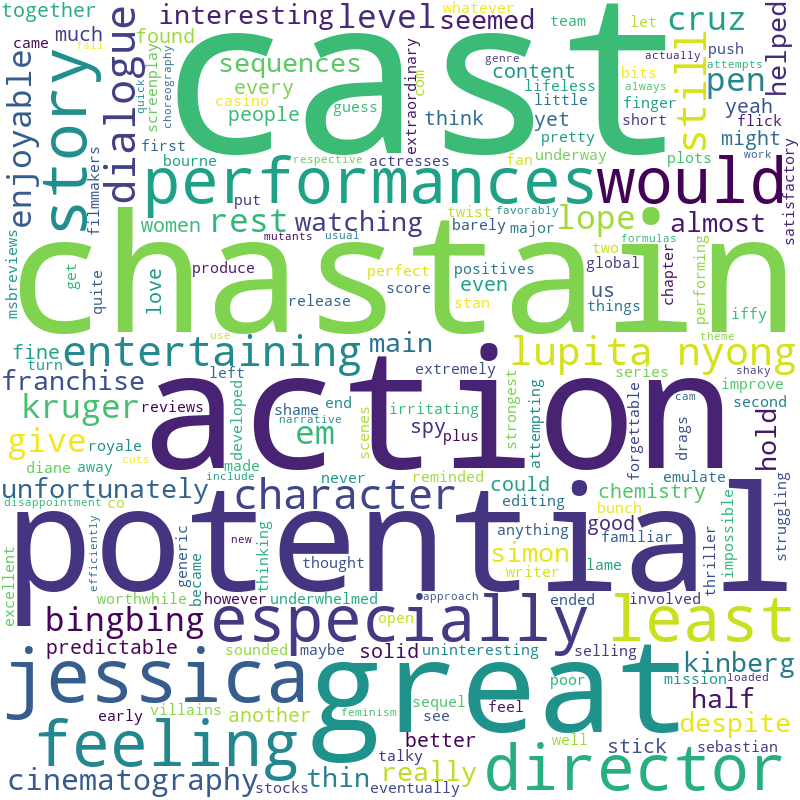 together
interesting
level
seemed
whatever
team
let
cruz
cast
came
much
found
fall
sequences
content
com
push
attempts
actually
genre
always
bits
helped
still
pen
dialogue
story
enjoyable
quick
choreography
screenplay
every
casino
people
guess
extraordinary
think
lifeless
little
yet
pretty
finger
short
yeah
flick
might
filmmakers
first
bourne
respective
actresses
fan
underway
plots
work
satisfactory
performances
would
put
women
rest
watching
twist
favorably
barely
major
lope
almost
msbreviews
mutants
usual
two
formulas
chastain
get
quite
love
produce
perfect
positives
global
us
chapter
performing
release
score
stan
even
things
iffy
use
theme
fine
turn
entertaining
main
lupita nyong
franchise
left
extremely
series
shaky
improve
reviews
shame
end
irritating
strongest
attempting
forgettable
drags
cam
second
kruger
action
developed
narrative
scenes
spy
plus
em
royale
emulate
hold
give
diane
away
made
never
reminded
cuts
include
unfortunately
co
character
could
chemistry
impossible
struggling
disappointment
editing
bunch
good
thriller
excellent
efficiently
generic
became
new
thinking
thought
anything
familiar
simon
lame
writer
potential
worthwhile
however
underwhelmed
approach
ended
involved
bingbing
open
especially
least
predictable
sounded
maybe
solid
uninteresting
selling
kinberg
jessica
great
poor
mission
loaded
early
villains
another
feminism
sequel
feel
half
despite
see
better
well
stick
sebastian
feeling
talky
director
cinematography
stocks
thin
really
eventually